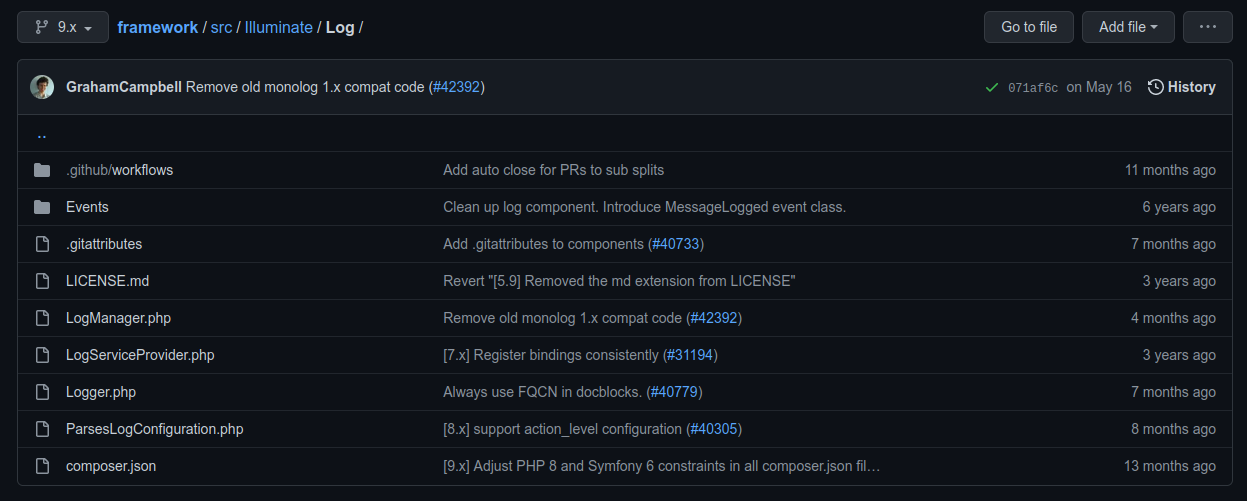 9.x framework / src / Illuminate / Log / Go to file Add file ...
GrahamCampbell Remove old monolog 1.x compat code (#42392) 071af6c on May 16 History
..
.github/workflows Add auto close for PRs to sub splits 11 months ago
Events Clean up log component. Introduce MessageLogged event class. 6 years ago
.gitattributes Add .gitattributes to components (#40733) 7 months ago
LICENSE.md Revert "[5.9] Removed the md extension from LICENSE" 3 years ago
LogManager.php Remove old monolog 1.x compat code (#42392) 4 months ago
LogServiceProvider.php [7.x] Register bindings consistently (#31194) 3 years ago
Logger.php Always use FQCN in docblocks. (#40779) 7 months ago
ParsesLogConfiguration.php [8.x] support action_level configuration (#40305) 8 months ago
composer.json [9.x] Adjust PHP 8 and Symfony 6 constraints in all composer.json fil… 13 months ago